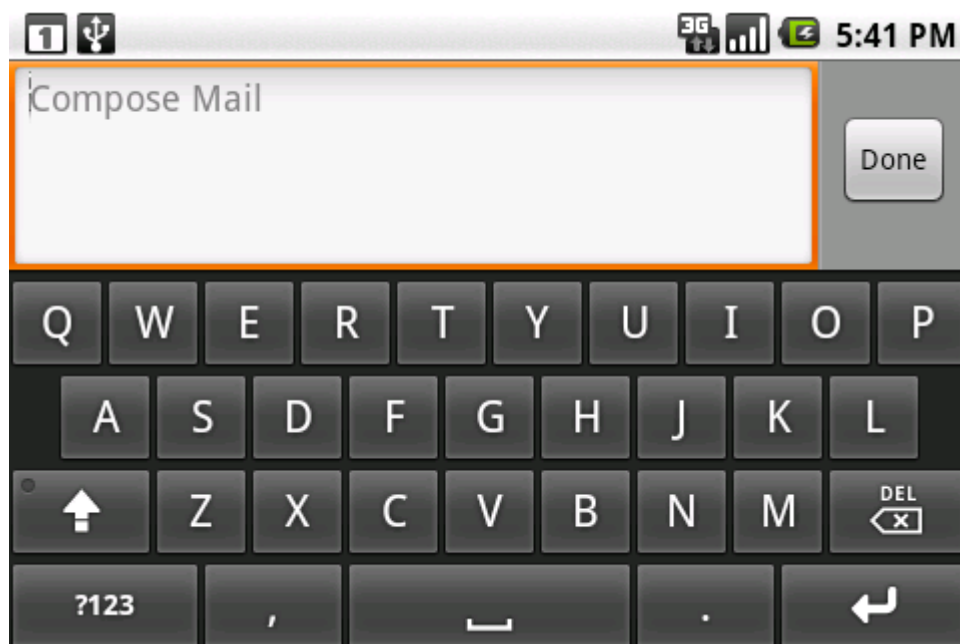 1 3G 5:41 PM
Compose Mail
Done
Q W E R T Y U I O P
A S D F G H J K L
Z X C V B N M DEL
?123 , .